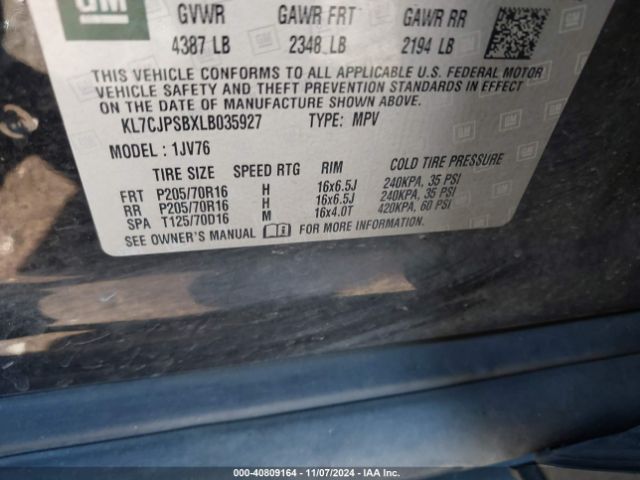 GM
GVWR GAWR FRT GAWR RR
4387 LB 2348 LB 2194 LB
THIS VEHICLE CONFORMS TO ALL APPLICABLE U.S. FEDERAL MOTOR
VEHICLE SAFETY AND THEFT PREVENTION STANDARDS IN EFFECT
ON THE DATE OF MANUFACTURE SHOWN ABOVE.
KL7CJPSBXLB035927 TYPE: MPV
MODEL: 1JV76
TIRE SIZE SPEED RTG RIM COLD TIRE PRESSURE
FRT P205/70R16 H 16x6.5J 240KPA, 35 PSI
RR P205/70R16 H 16x6.5J 240KPA, 35 PSI
SPA T125/70D16 M 16x4.0T 420KPA, 60 PSI
SEE OWNER'S MANUAL FOR MORE INFORMATION.
000-40809164 - 11/07/2024 - IAA Inc.